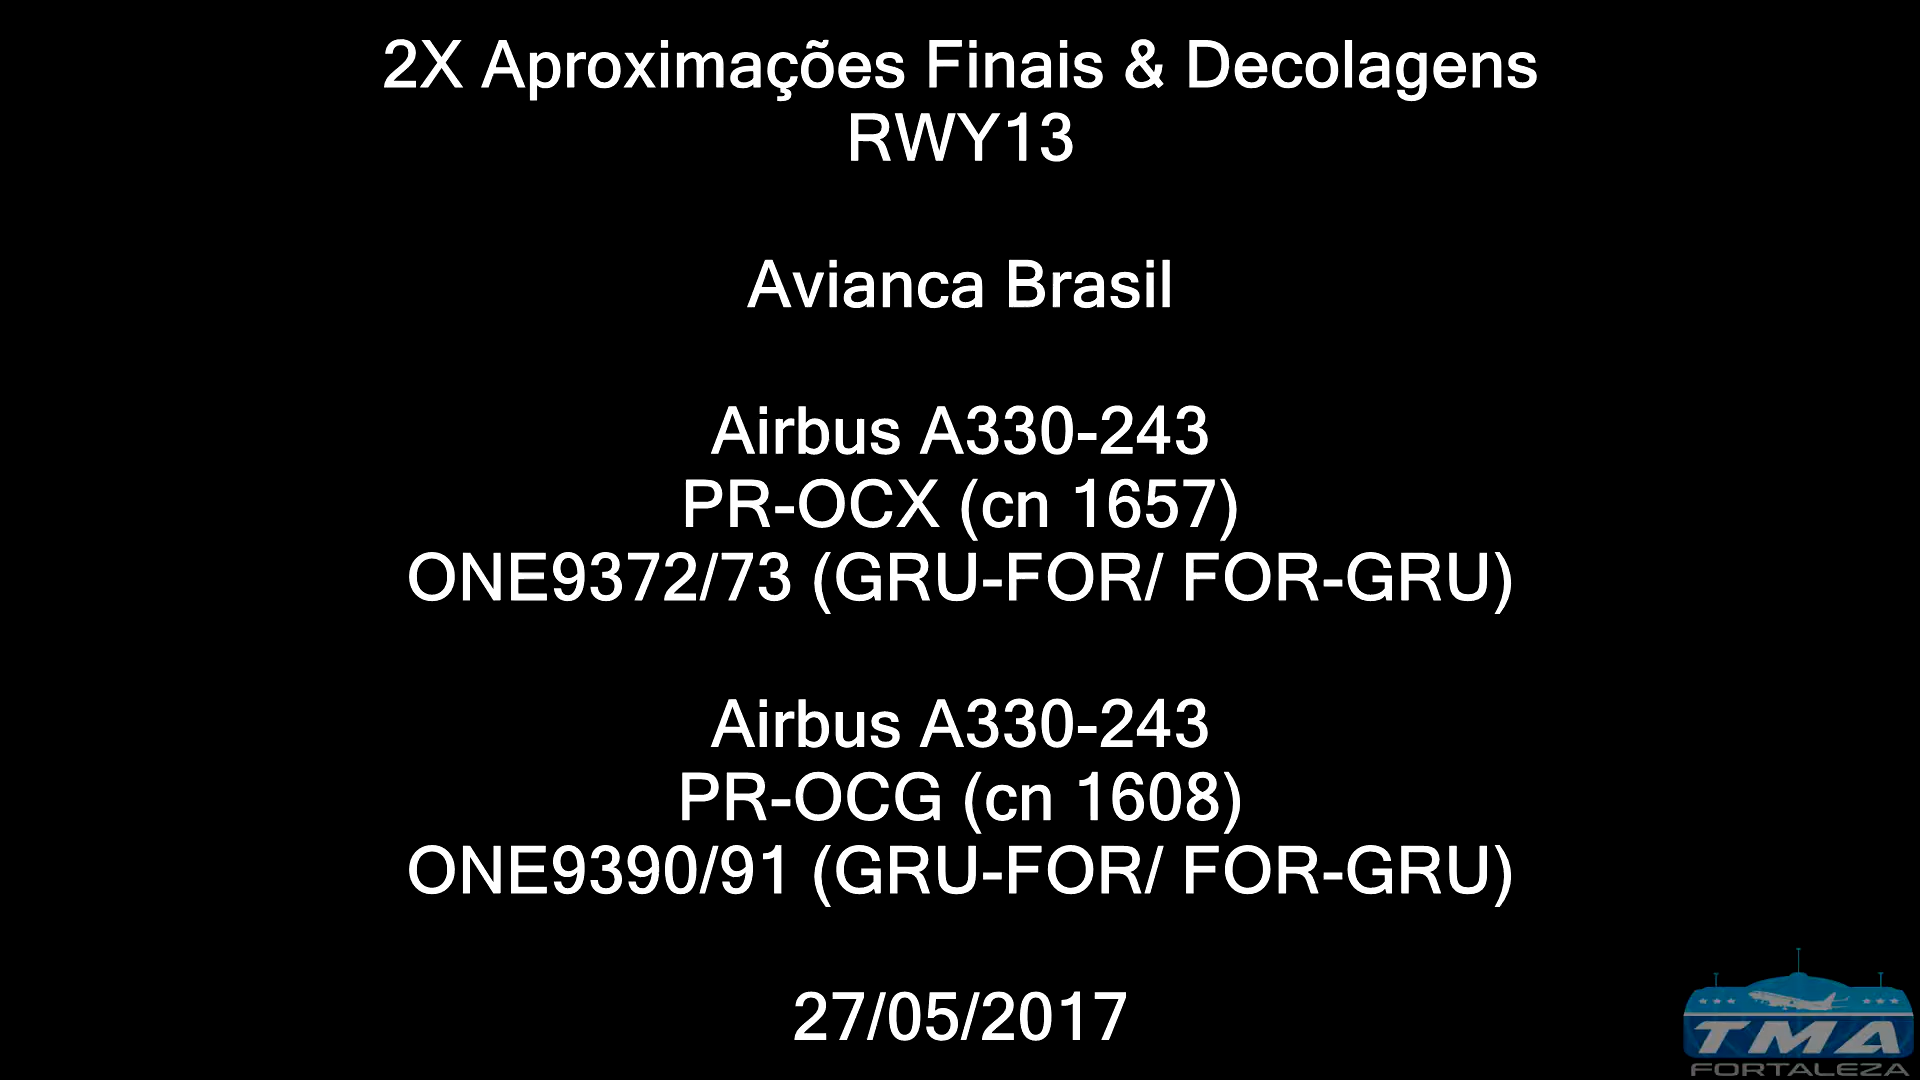 2X Aproximações Finais & Decolagens
RWY13
Avianca Brasil
Airbus A330-243
PR-OCX (cn 1657)
ONE9372/73 (GRU-FOR/ FOR-GRU)
Airbus A330-243
PR-OCG (cn 1608)
ONE9390/91 (GRU-FOR/ FOR-GRU)
27/05/2017
TMA
FORTALEZA